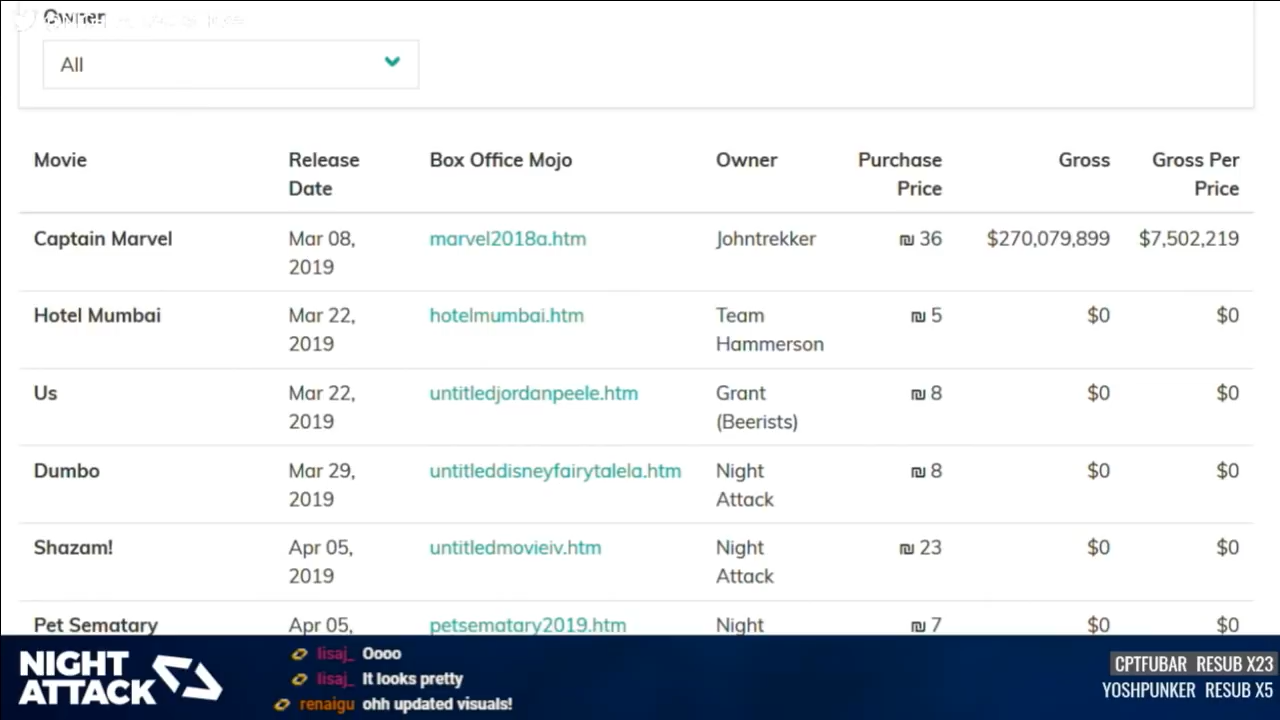 Owner
All
Movie Release Date Box Office Mojo Owner Purchase Price Gross Gross Per Price
Captain Marvel Mar 08, 2019 marvel2018a.htm Johntrekker ₪ 36 $270,079,899 $7,502,219
Hotel Mumbai Mar 22, 2019 hotelmumbai.htm Team Hammerson ₪ 5 $0 $0
Us Mar 22, 2019 untitledjordanpeele.htm Grant (Beerists) ₪ 8 $0 $0
Dumbo Mar 29, 2019 untitleddisneyfairytalela.htm Night Attack ₪ 8 $0 $0
Shazam! Apr 05, 2019 untitledmovieiv.htm Night Attack ₪ 23 $0 $0
Pet Sematary Apr 05, petsematary2019.htm Night ₪ 7 $0 $0
NIGHT ATTACK
lisaj_ Oooo
lisaj_ It looks pretty
renaigu ohh updated visuals!
CPTFUBAR RESUB X23
YOSHPUNKER RESUB X5